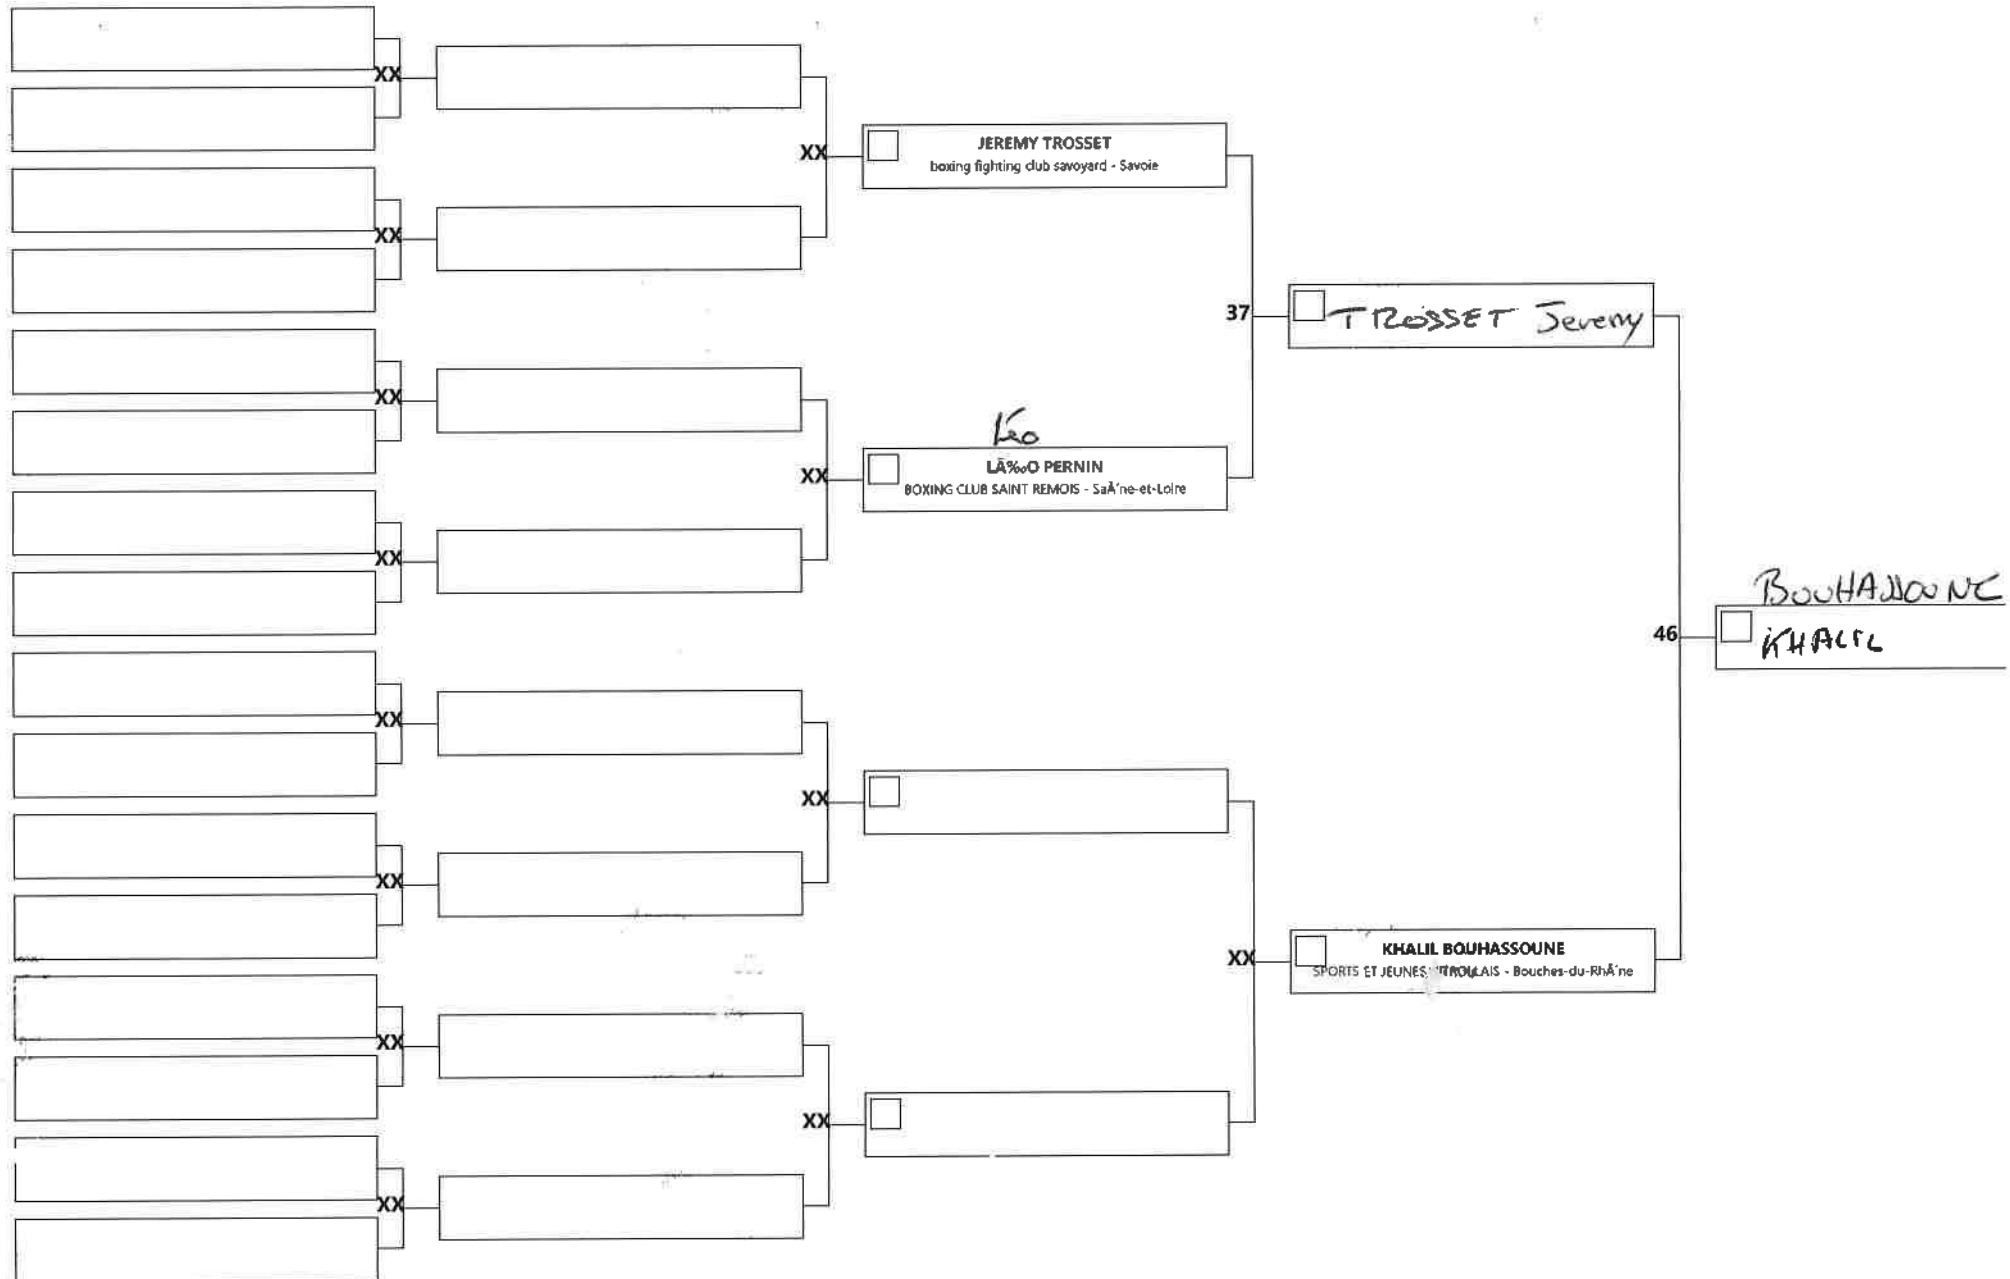 XX
XX
JEREMY TROSSET
boxing fighting club savoyard - Savoie
XX
37
TROSSET Jeremy
XX
Léo
XX
LÃ‰O PERNIN
BOXING CLUB SAINT REMOIS - SaÃ´ne-et-Loire
XX
BOUHASSOUNE
46
KHALIL
XX
XX
XX
XX
KHALIL BOUHASSOUNE
SPORTS ET JEUNES VITROLLAIS - Bouches-du-RhÃ´ne
XX
XX
XX